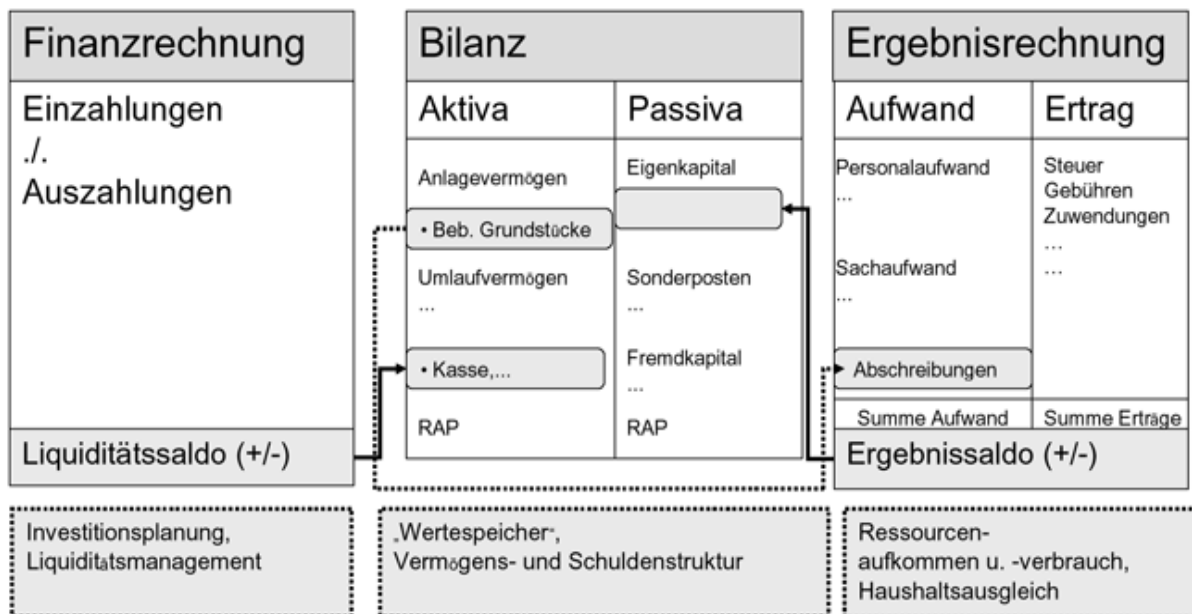 Finanzrechnung
Einzahlungen
./.
Auszahlungen
Liquiditätssaldo (+/-)
Investitionsplanung,
Liquiditätsmanagement
Bilanz
Aktiva
Anlagevermögen
• Beb. Grundstücke
Umlaufvermögen
...
• Kasse,...
RAP
Passiva
Eigenkapital
Sonderposten
...
Fremdkapital
...
RAP
„Wertespeicher“,
Vermögens- und Schuldenstruktur
Ergebnisrechnung
Aufwand
Personalaufwand
...
Sachaufwand
...
Abschreibungen
Summe Aufwand
Ertrag
Steuer
Gebühren
Zuwendungen
...
...
Summe Erträge
Ergebnissaldo (+/-)
Ressourcen-
aufkommen u. -verbrauch,
Haushaltsausgleich